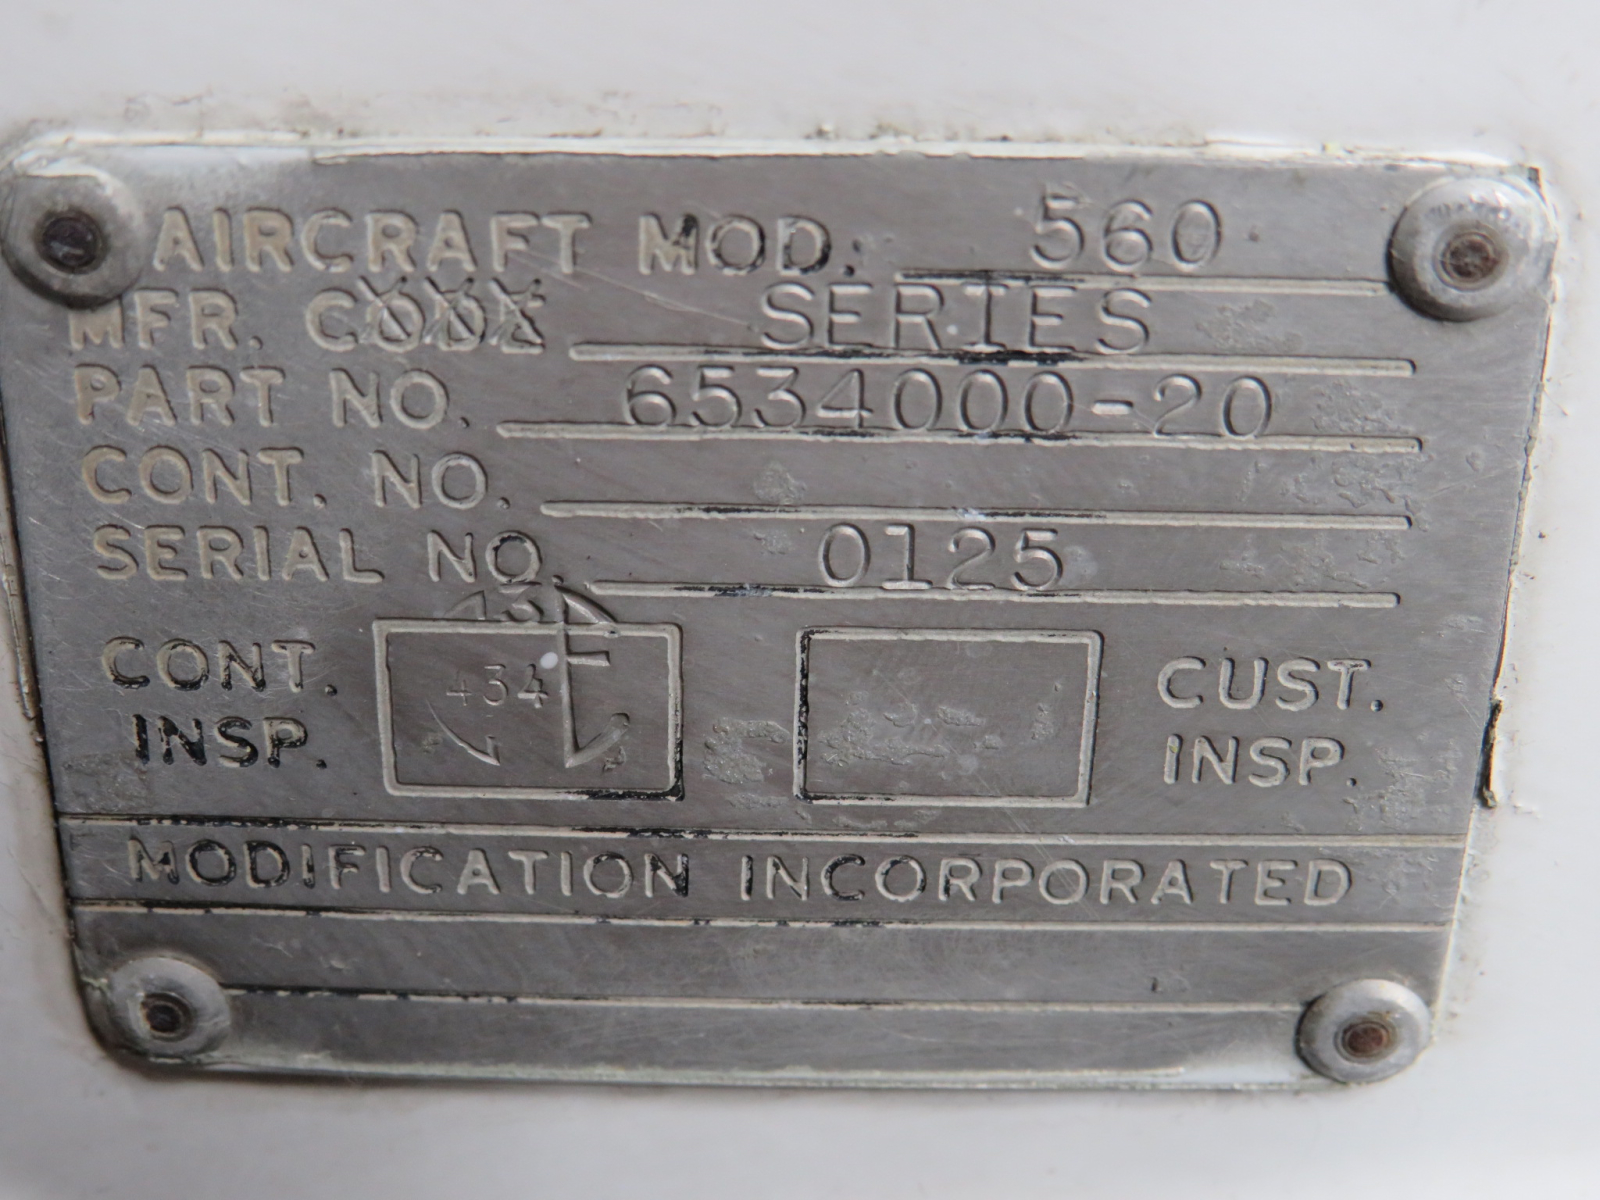 AIRCRAFT MOD. 560
MFR. CODE SERIES
PART NO. 6534000-20
CONT. NO.
SERIAL NO. 0125
CONT. INSP. 434
CUST. INSP.
MODIFICATION INCORPORATED